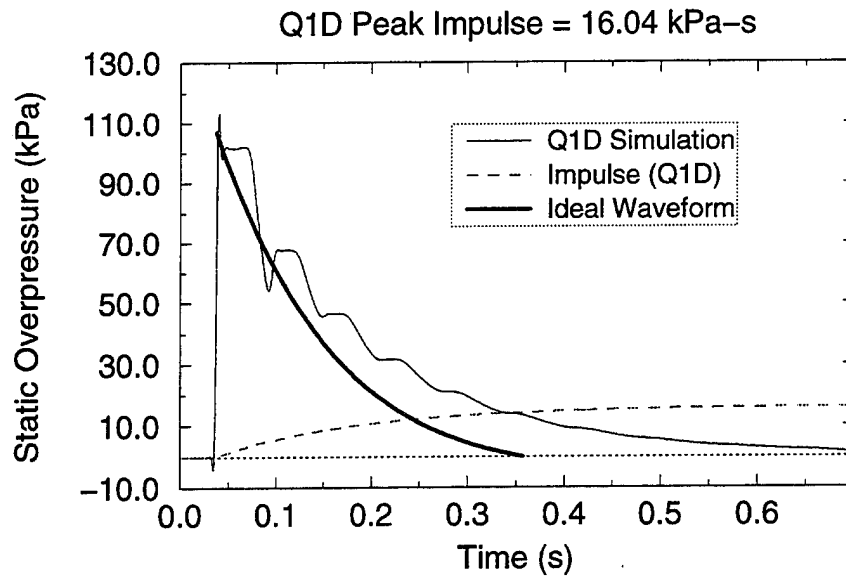 Q1D Peak Impulse = 16.04 kPa–s
130.0
110.0
90.0
70.0
50.0
30.0
10.0
−10.0
Static Overpressure (kPa)
Q1D Simulation
Impulse (Q1D)
Ideal Waveform
0.0 0.1 0.2 0.3 0.4 0.5 0.6
Time (s)